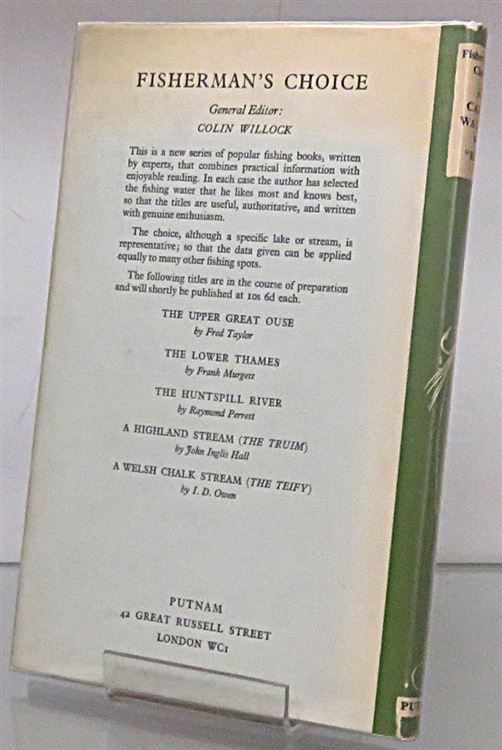 FISHERMAN'S CHOICE
General Editor:
COLIN WILLOCK
This is a new series of popular fishing books, written
by experts, that combines practical information with
enjoyable reading. In each case the author has selected
the fishing water that he likes most and knows best,
so that the titles are useful, authoritative, and written
with genuine enthusiasm.
The choice, although a specific lake or stream, is
representative; so that the data given can be applied
equally to many other fishing spots.
The following titles are in the course of preparation
and will shortly be published at 10s 6d each.
THE UPPER GREAT OUSE
by Fred Taylor
THE LOWER THAMES
by Frank Murgett
THE HUNTSPILL RIVER
by Raymond Perrett
A HIGHLAND STREAM (THE TRUIM)
by John Inglis Hall
A WELSH CHALK STREAM (THE TEIFY)
by I. D. Owen
PUTNAM
42 GREAT RUSSELL STREET
LONDON WC1